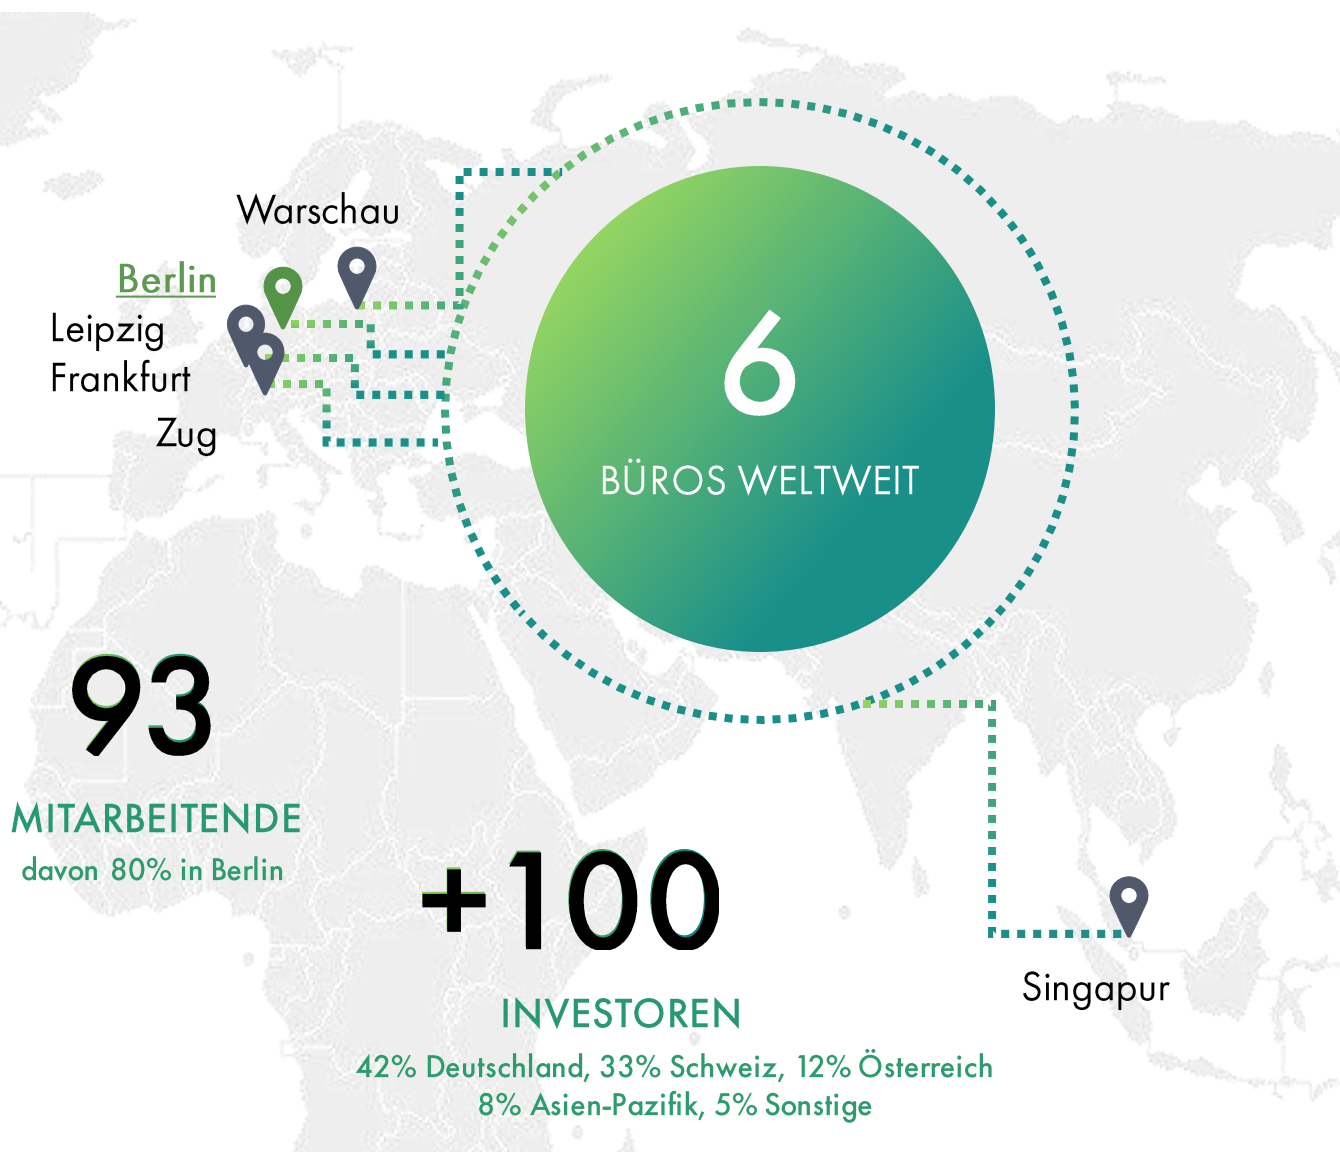 Warschau
Berlin
Leipzig
Frankfurt
Zug
6
BÜROS WELTWEIT
93
MITARBEITENDE
davon 80% in Berlin
+100
INVESTOREN
42% Deutschland, 33% Schweiz, 12% Österreich
8% Asien-Pazifik, 5% Sonstige
Singapur